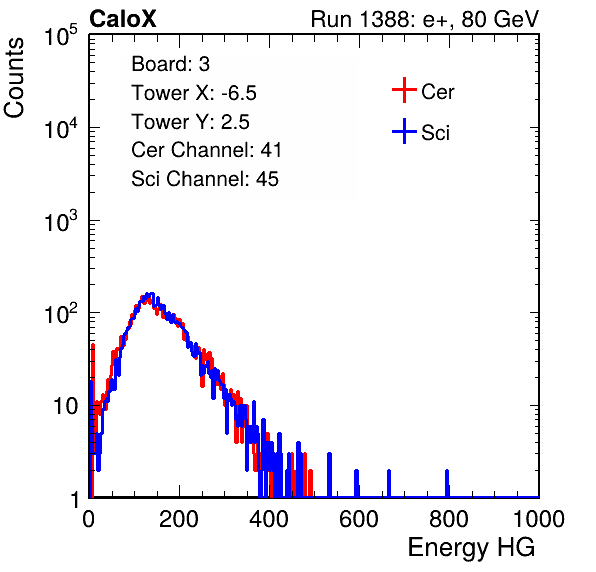 CaloX Run 1388: e+, 80 GeV
Counts
10^5
10^4
10^3
10^2
10
1
Board: 3
Tower X: -6.5
Tower Y: 2.5
Cer Channel: 41
Sci Channel: 45
Cer
Sci
0 200 400 600 800 1000
Energy HG